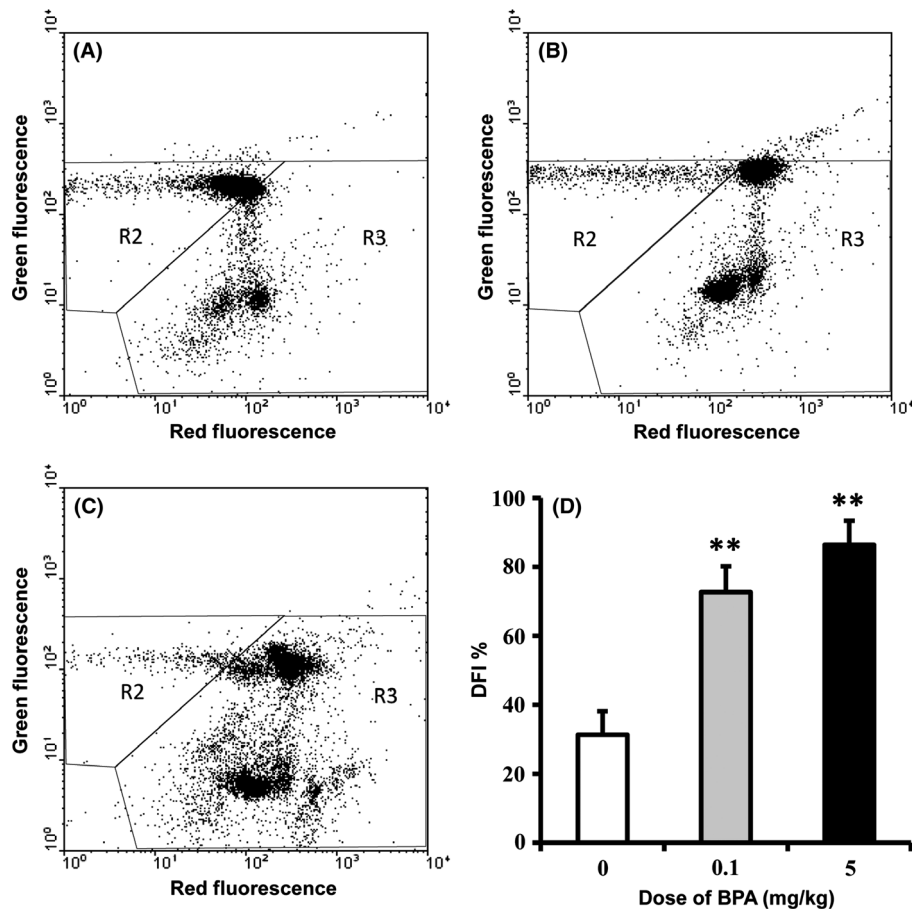 (A)
Green fluorescence
10⁴
10³
10²
10¹
10⁰
R2
R3
10⁰ 10¹ 10² 10³ 10⁴
Red fluorescence
(B)
Green fluorescence
10⁴
10³
10²
10¹
10⁰
R2
R3
10⁰ 10¹ 10² 10³ 10⁴
Red fluorescence
(C)
Green fluorescence
10⁴
10³
10²
10¹
10⁰
R2
R3
10⁰ 10¹ 10² 10³ 10⁴
Red fluorescence
(D)
DFI %
100
80
60
40
20
0
**
**
0 0.1 5
Dose of BPA (mg/kg)